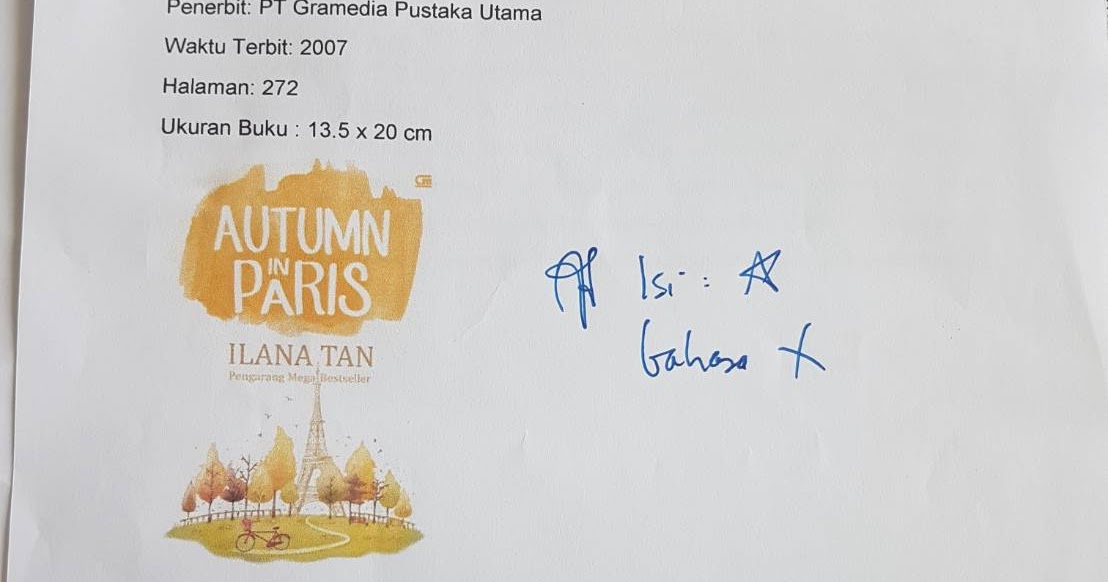 Penerbit: PT Gramedia Pustaka Utama
Waktu Terbit: 2007
Halaman: 272
Ukuran Buku : 13.5 x 20 cm
AUTUMN
IN
PARIS
ILANA TAN
Pengarang Mega Bestseller
Isi :
bahasa